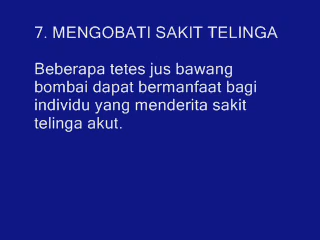 7. MENGOBATI SAKIT TELINGA
Beberapa tetes jus bawang
bombai dapat bermanfaat bagi
individu yang menderita sakit
telinga akut.